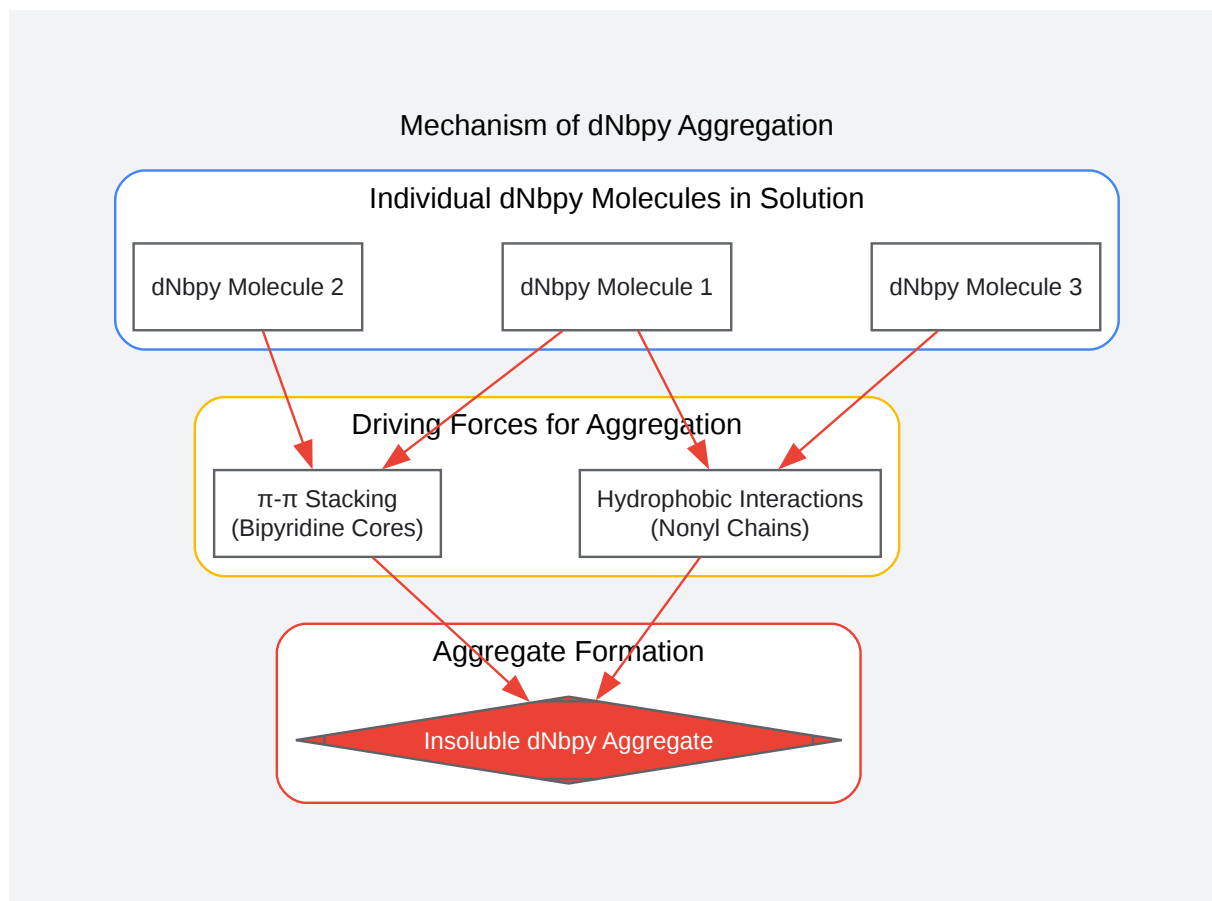 Mechanism of dNbpy Aggregation
Individual dNbpy Molecules in Solution
dNbpy Molecule 2
dNbpy Molecule 1
dNbpy Molecule 3
Driving Forces for Aggregation
π-π Stacking
(Bipyridine Cores)
Hydrophobic Interactions
(Nonyl Chains)
Aggregate Formation
Insoluble dNbpy Aggregate